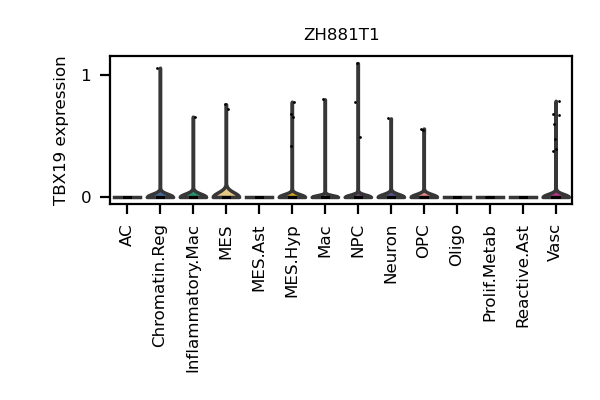 ZH881T1
TBX19 expression
1
0
AC
Chromatin.Reg
Inflammatory.Mac
MES
MES.Ast
MES.Hyp
Mac
NPC
Neuron
OPC
Oligo
Prolif.Metab
Reactive.Ast
Vasc